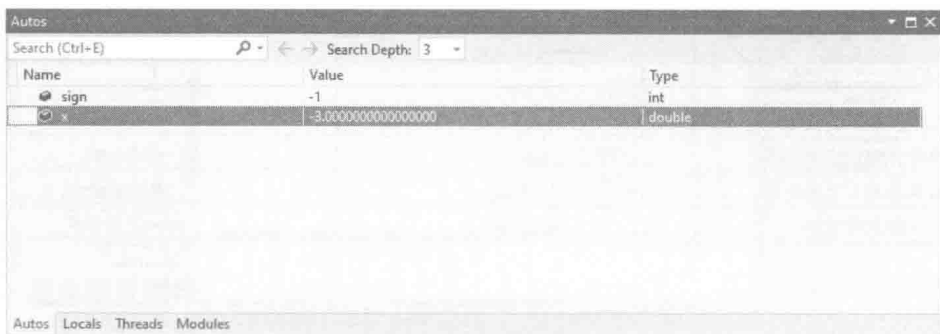 Autos
Search (Ctrl+E) Search Depth: 3
Name Value Type
sign -1 int
x -3.0000000000000000 double
Autos Locals Threads Modules